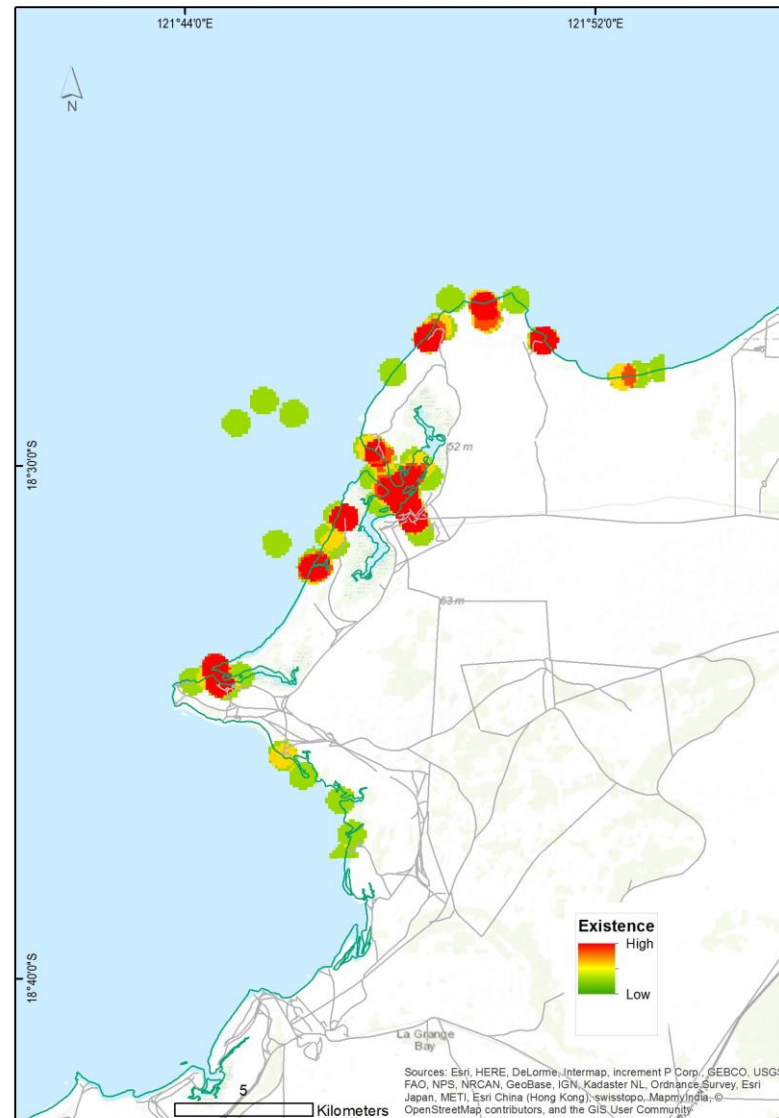 121°44'0"E
121°52'0"E
N
52 m
18°30'0"S
63 m
Existence
High
Low
18°40'0"S
La Grange
Bay
5
Kilometers
Sources: Esri, HERE, DeLorme, Intermap, increment P Corp., GEBCO, USGS
FAO, NPS, NRCAN, GeoBase, IGN, Kadaster NL, Ordnance Survey, Esri
Japan, METI, Esri China (Hong Kong), swisstopo, MapmyIndia, ©
OpenStreetMap contributors, and the GIS User Community